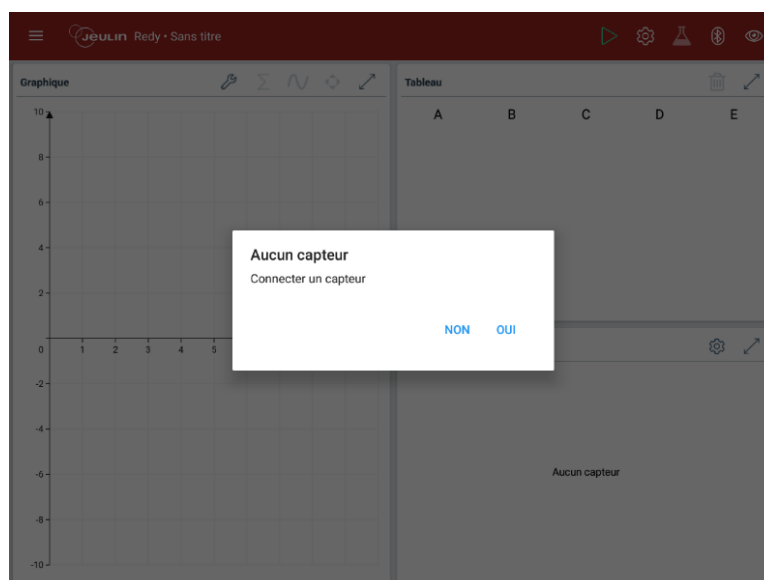 Jeulin Redy • Sans titre
Graphique
Tableau
A B C D E
10
8
6
4
2
0 1 2 3 4 5
-2
-4
-6
-8
-10
Aucun capteur
Connecter un capteur
NON OUI
Aucun capteur